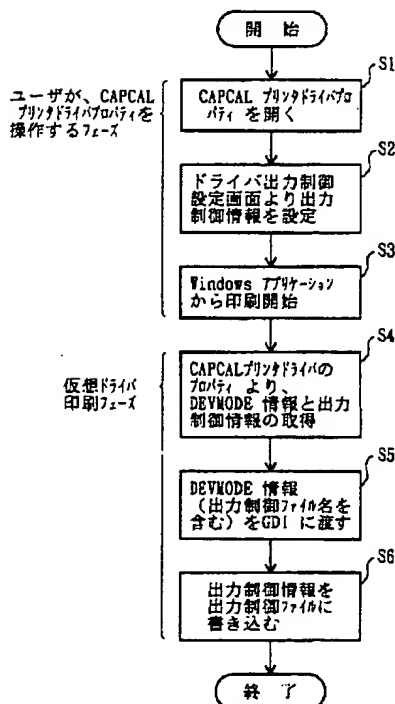 開 始
S1
CAPCAL プリンタドライバプロ
パティ を開く
ユーザが、CAPCAL
プリンタドライバプロパティを
操作するフェーズ
S2
ドライバ出力制御
設定画面より出力
制御情報を設定
S3
Windows アプリケーション
から印刷開始
S4
CAPCALプリンタドライバの
プロパティ より、
DEVMODE 情報と出力
制御情報の取得
仮想ドライバ
印刷フェーズ
S5
DEVMODE 情報
(出力制御ファイル名を
含む) をGDI に渡す
S6
出力制御情報を
出力制御ファイルに
書き込む
終 了